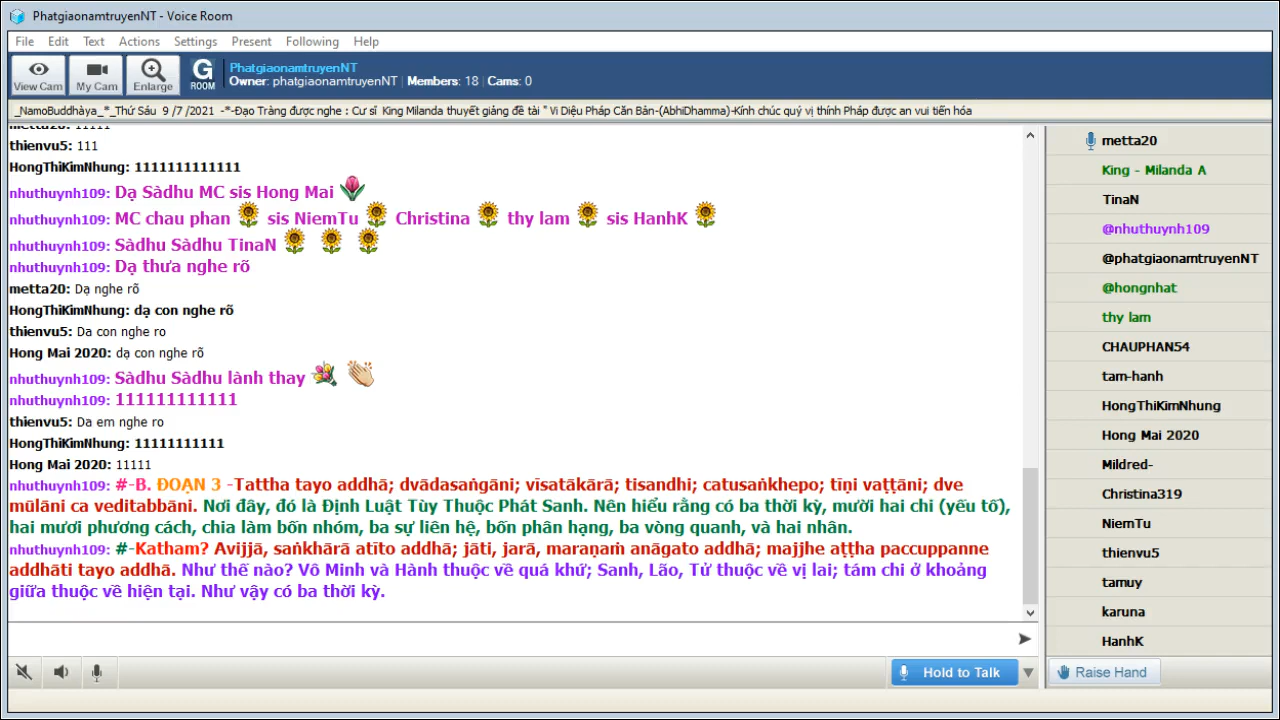 PhatgiaonamtruyenNT - Voice Room
File Edit Text Actions Settings Present Following Help
View Cam
My Cam
Enlarge
G ROOM
PhatgiaonamtruyenNT
Owner: phatgiaonamtruyenNT | Members: 18 | Cams: 0
_NamoBuddhàya_*_Thứ Sáu 9 /7 /2021 -*-Đạo Tràng được nghe : Cư sĩ King Milanda thuyết giảng đề tài " Vi Diệu Pháp Căn Bản-(AbhiDhamma)-Kính chúc quý vị thính Pháp được an vui tiến hóa
metta20: 11111
thienvu5: 111
HongThiKimNhung: 1111111111111
nhuthuynh109: Dạ Sàdhu MC sis Hong Mai
nhuthuynh109: MC chau phan sis NiemTu Christina thy lam sis HanhK
nhuthuynh109: Sàdhu Sàdhu TinaN
nhuthuynh109: Dạ thưa nghe rõ
metta20: Dạ nghe rõ
HongThiKimNhung: dạ con nghe rõ
thienvu5: Da con nghe ro
Hong Mai 2020: dạ con nghe rõ
nhuthuynh109: Sàdhu Sàdhu lành thay
nhuthuynh109: 111111111111
thienvu5: Da em nghe ro
HongThiKimNhung: 11111111111
Hong Mai 2020: 11111
nhuthuynh109: #-B. ĐOẠN 3 -Tattha tayo addhā; dvādasaṅgāni; vīsatākārā; tisandhi; catusaṅkhepo; tīṇi vaṭṭāni; dve
mūlāni ca veditabbāni. Nơi đây, đó là Định Luật Tùy Thuộc Phát Sanh. Nên hiểu rằng có ba thời kỳ, mười hai chi (yếu tố),
hai mươi phương cách, chia làm bốn nhóm, ba sự liên hệ, bốn phân hạng, ba vòng quanh, và hai nhân.
nhuthuynh109: #-Katham? Avijjā, saṅkhārā atīto addhā; jāti, jarā, maraṇaṁ anāgato addhā; majjhe aṭṭha paccuppanne
addhāti tayo addhā. Như thế nào? Vô Minh và Hành thuộc về quá khứ; Sanh, Lão, Tử thuộc về vị lai; tám chi ở khoảng
giữa thuộc về hiện tại. Như vậy có ba thời kỳ.
Hold to Talk
metta20
King - Milanda A
TinaN
@nhuthuynh109
@phatgiaonamtruyenNT
@hongnhat
thy lam
CHAUPHAN54
tam-hanh
HongThiKimNhung
Hong Mai 2020
Mildred-
Christina319
NiemTu
thienvu5
tamuy
karuna
HanhK
Raise Hand